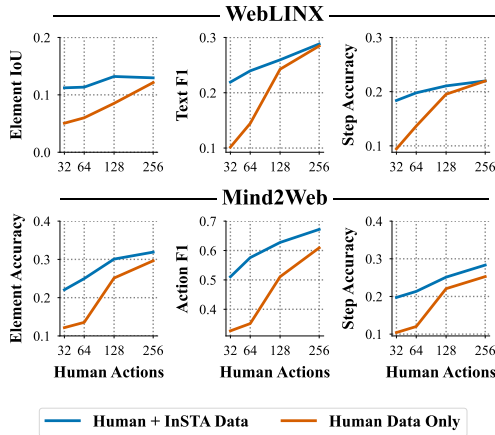 WebLINX
Element IoU
0.2
0.1
0.0
32 64 128 256
Text F1
0.3
0.2
0.1
32 64 128 256
Step Accuracy
0.3
0.2
0.1
32 64 128 256
Mind2Web
Element Accuracy
0.4
0.3
0.2
0.1
32 64 128 256
Human Actions
Action F1
0.7
0.6
0.5
0.4
32 64 128 256
Human Actions
Step Accuracy
0.4
0.3
0.2
0.1
32 64 128 256
Human Actions
Human + InSTA Data
Human Data Only